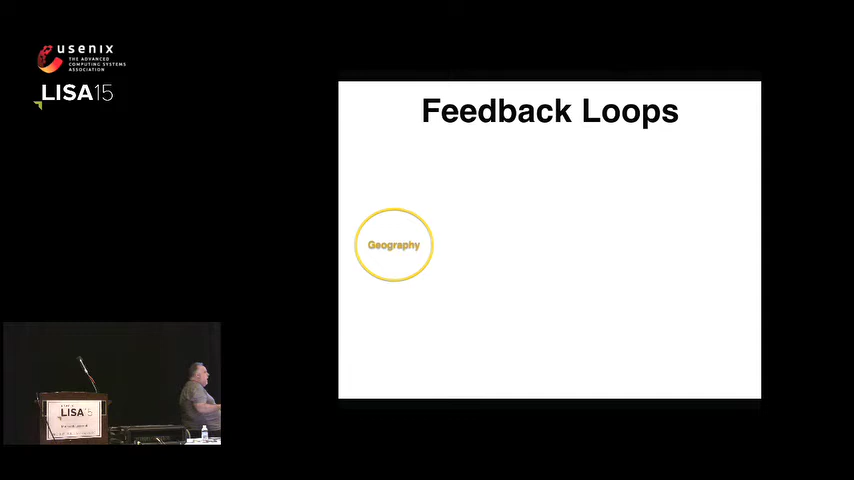 usenix
THE ADVANCED
COMPUTING SYSTEMS
ASSOCIATION
LISA15
Feedback Loops
Geography
LISA15